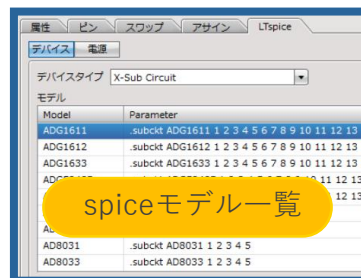 属性 ピン スワップ アサイン LTspice
デバイス 電源
デバイスタイプ X-Sub Circuit
モデル
Model Parameter
ADG1611 .subckt ADG1611 1 2 3 4 5 6 7 8 9 10 11 12 13
ADG1612 .subckt ADG1612 1 2 3 4 5 6 7 8 9 10 11 12 13
ADG1633 .subckt ADG1633 1 2 3 4 5 6 7 8 9 10 11 12 13
11 12 13
12 13
spiceモデル一覧
AD8031 .subckt AD8031 1 2 3 4 5
AD8033 .subckt AD8033 1 2 3 4 5